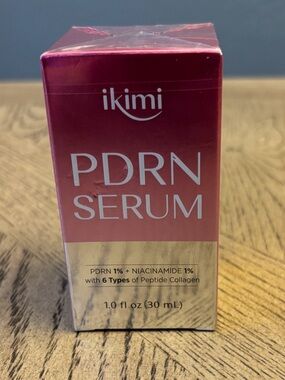 ikimi
PDRN
SERUM
PDRN 1% + NIACINAMIDE 1%
with 6 Types of Peptide Collagen
1.0 fl oz (30 mL)